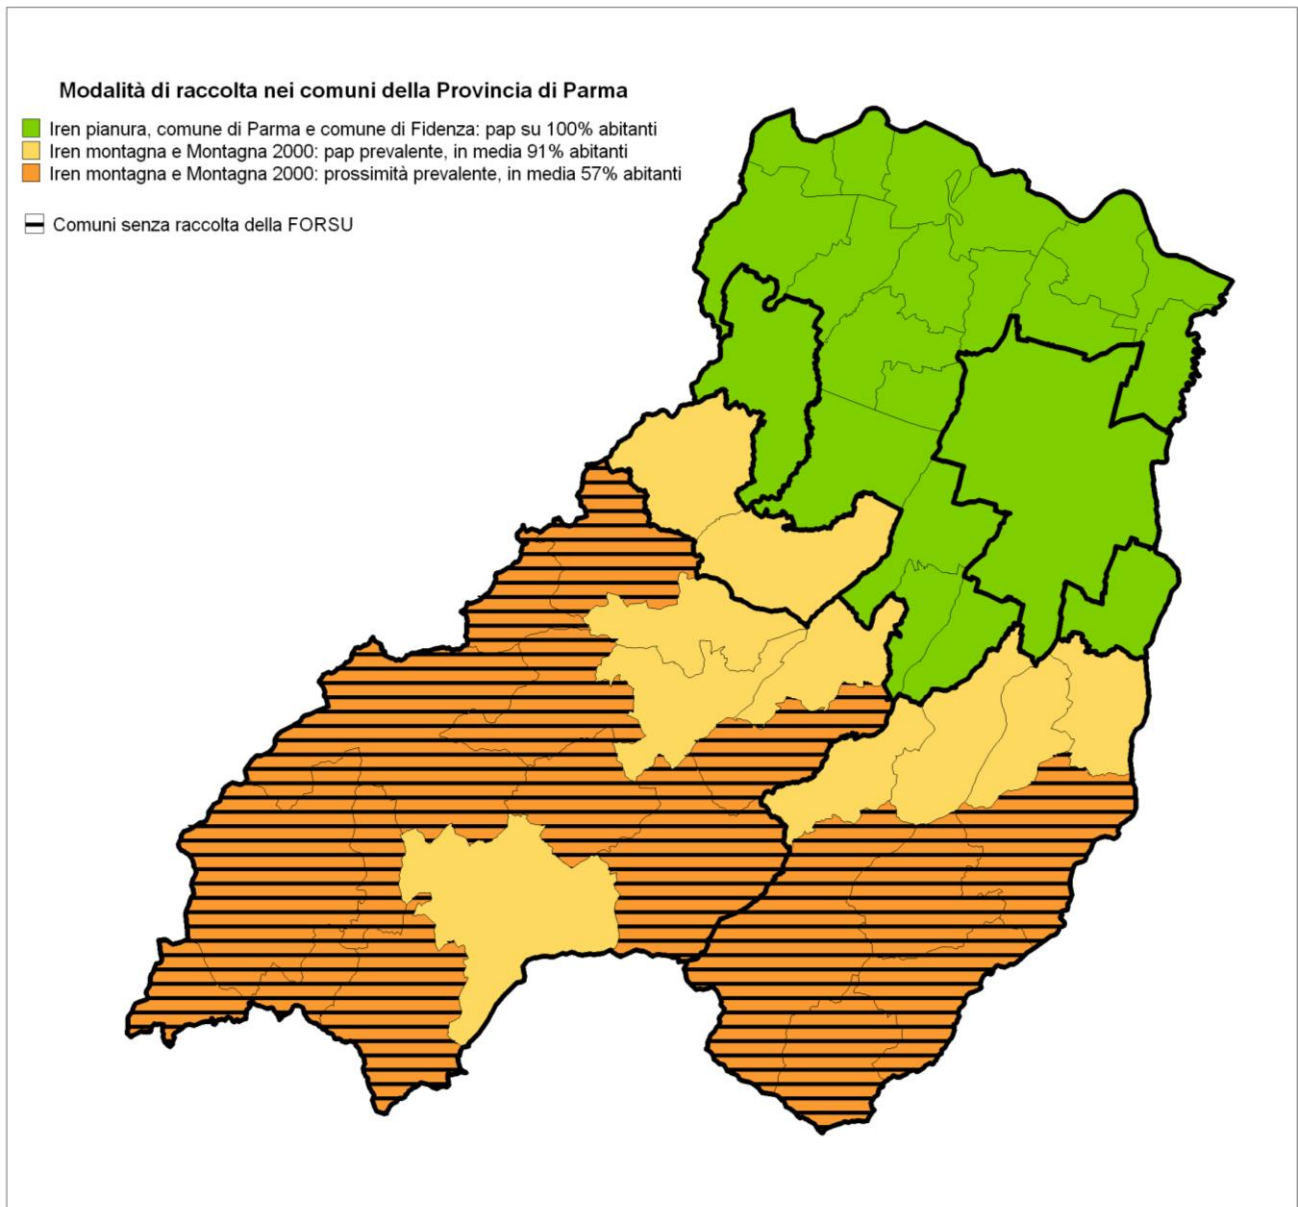 Modalità di raccolta nei comuni della Provincia di Parma
Iren pianura, comune di Parma e comune di Fidenza: pap su 100% abitanti
Iren montagna e Montagna 2000: pap prevalente, in media 91% abitanti
Iren montagna e Montagna 2000: prossimità prevalente, in media 57% abitanti
Comuni senza raccolta della FORSU